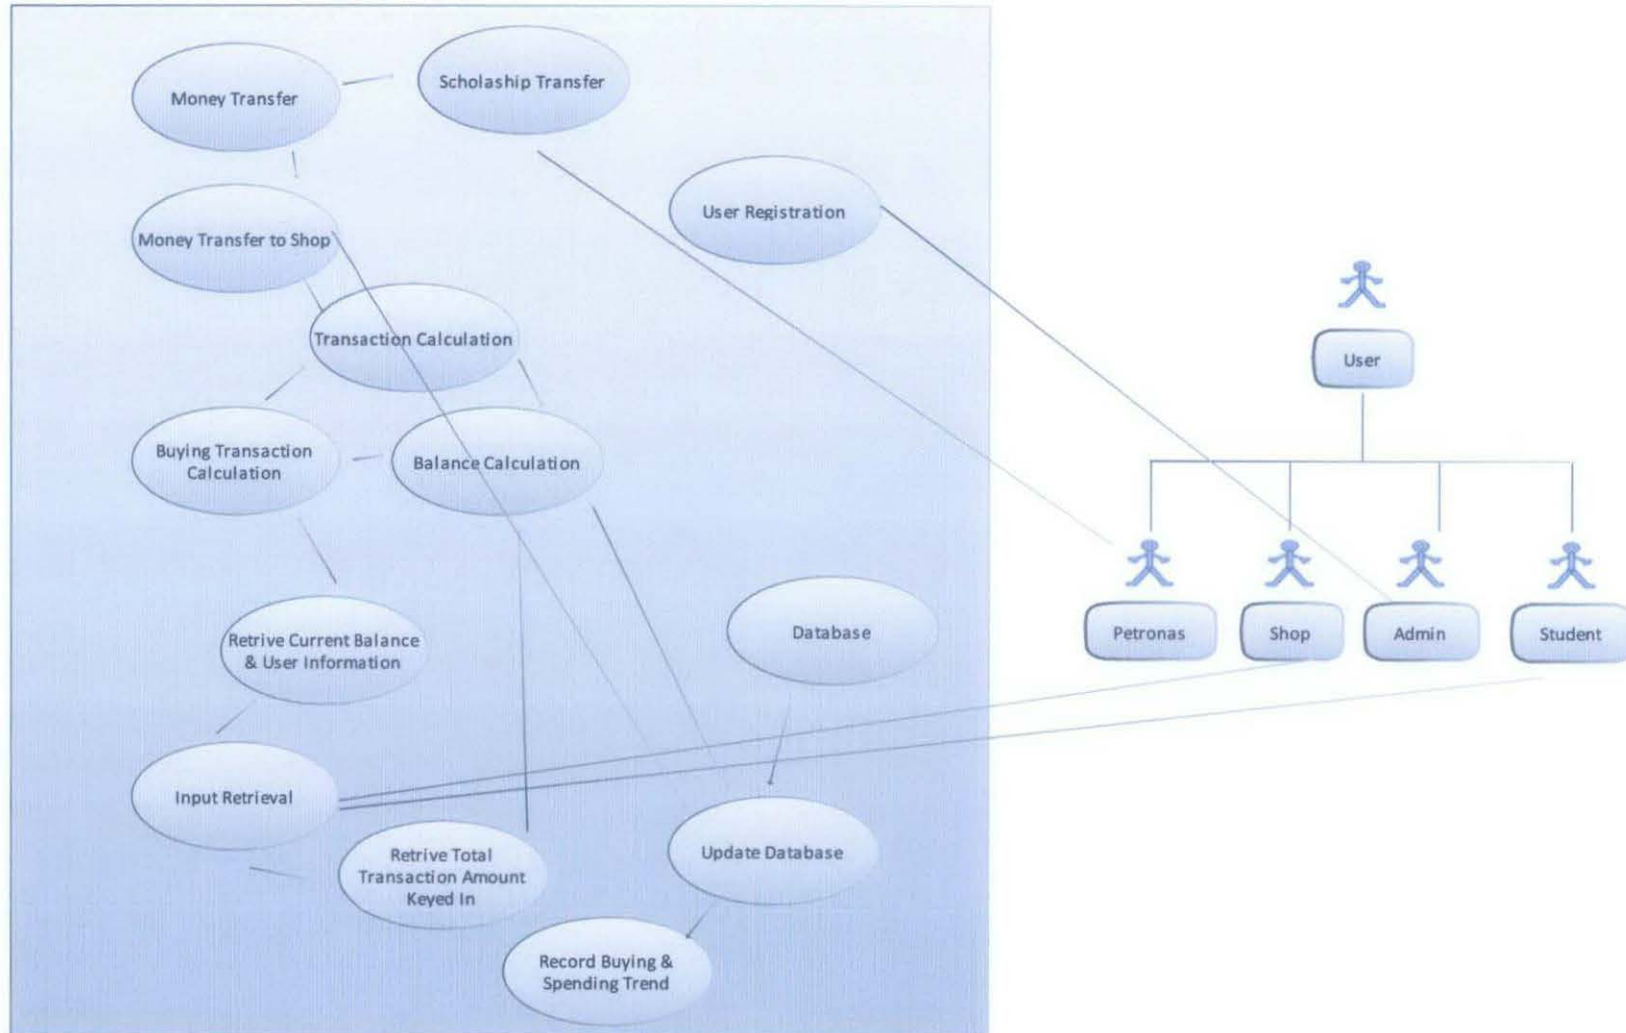 Money Transfer
Scholaship Transfer
User Registration
Money Transfer to Shop
Transaction Calculation
User
Buying Transaction
Calculation
Balance Calculation
Retrive Current Balance
& User Information
Database
Petronas
Shop
Admin
Student
Input Retrieval
Retrive Total
Transaction Amount
Keyed In
Update Database
Record Buying &
Spending Trend